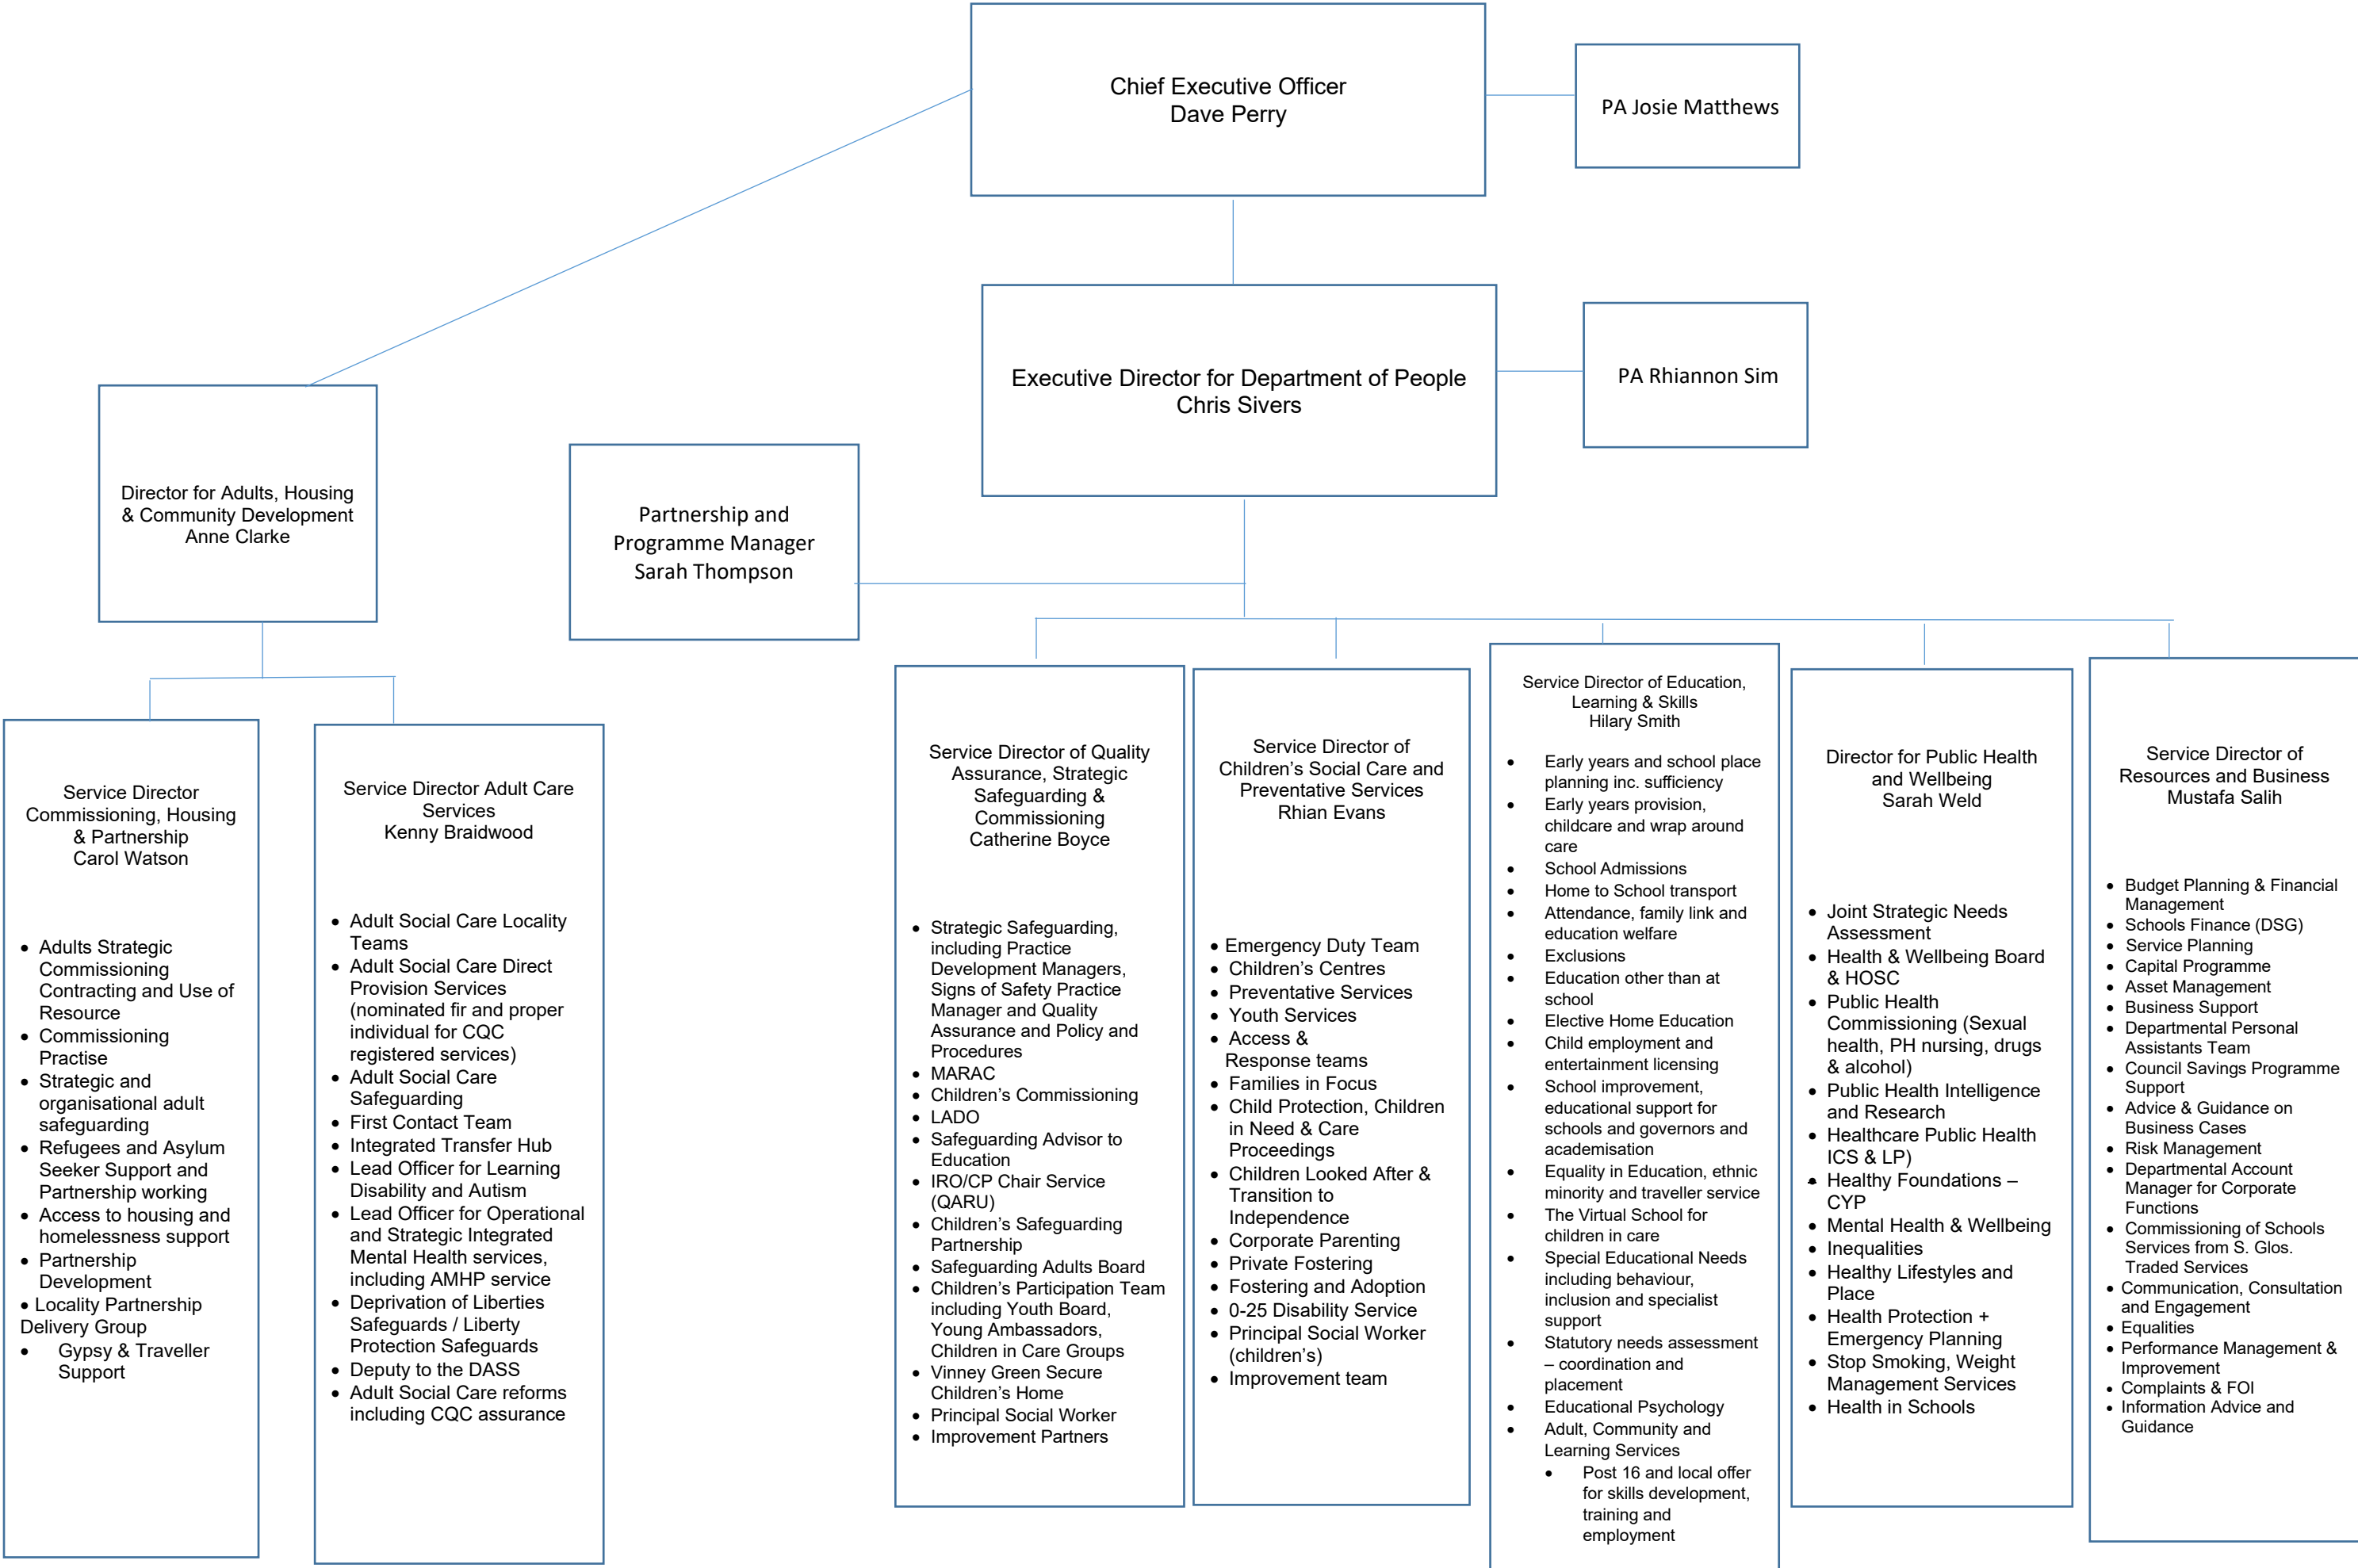 Chief Executive Officer
Dave Perry
PA Josie Matthews
Executive Director for Department of People
Chris Sivers
PA Rhiannon Sim
Director for Adults, Housing
& Community Development
Anne Clarke
Partnership and
Programme Manager
Sarah Thompson
Service Director
Commissioning, Housing
& Partnership
Carol Watson
• Adults Strategic
Commissioning
Contracting and Use of
Resource
• Commissioning
Practise
• Strategic and
organisational adult
safeguarding
• Refugees and Asylum
Seeker Support and
Partnership working
• Access to housing and
homelessness support
• Partnership
Development
• Locality Partnership
Delivery Group
• Gypsy & Traveller
Support
Service Director Adult Care
Services
Kenny Braidwood
• Adult Social Care Locality
Teams
• Adult Social Care Direct
Provision Services
(nominated fir and proper
individual for CQC
registered services)
• Adult Social Care
Safeguarding
• First Contact Team
• Integrated Transfer Hub
• Lead Officer for Learning
Disability and Autism
• Lead Officer for Operational
and Strategic Integrated
Mental Health services,
including AMHP service
• Deprivation of Liberties
Safeguards / Liberty
Protection Safeguards
• Deputy to the DASS
• Adult Social Care reforms
including CQC assurance
Service Director of Quality
Assurance, Strategic
Safeguarding &
Commissioning
Catherine Boyce
• Strategic Safeguarding,
including Practice
Development Managers,
Signs of Safety Practice
Manager and Quality
Assurance and Policy and
Procedures
• MARAC
• Children's Commissioning
• LADO
• Safeguarding Advisor to
Education
• IRO/CP Chair Service
(QARU)
• Children's Safeguarding
Partnership
• Safeguarding Adults Board
• Children's Participation Team
including Youth Board,
Young Ambassadors,
Children in Care Groups
• Vinney Green Secure
Children's Home
• Principal Social Worker
• Improvement Partners
Service Director of
Children's Social Care and
Preventative Services
Rhian Evans
• Emergency Duty Team
• Children's Centres
• Preventative Services
• Youth Services
• Access &
Response teams
• Families in Focus
• Child Protection, Children
in Need & Care
Proceedings
• Children Looked After &
Transition to
Independence
• Corporate Parenting
• Private Fostering
• Fostering and Adoption
• 0-25 Disability Service
• Principal Social Worker
(children's)
• Improvement team
Service Director of Education,
Learning & Skills
Hilary Smith
• Early years and school place
planning inc. sufficiency
• Early years provision,
childcare and wrap around
care
• School Admissions
• Home to School transport
• Attendance, family link and
education welfare
• Exclusions
• Education other than at
school
• Elective Home Education
• Child employment and
entertainment licensing
• School improvement,
educational support for
schools and governors and
academisation
• Equality in Education, ethnic
minority and traveller service
• The Virtual School for
children in care
• Special Educational Needs
including behaviour,
inclusion and specialist
support
• Statutory needs assessment
– coordination and
placement
• Educational Psychology
• Adult, Community and
Learning Services
• Post 16 and local offer
for skills development,
training and
employment
Director for Public Health
and Wellbeing
Sarah Weld
• Joint Strategic Needs
Assessment
• Health & Wellbeing Board
& HOSC
• Public Health
Commissioning (Sexual
health, PH nursing, drugs
& alcohol)
• Public Health Intelligence
and Research
• Healthcare Public Health
ICS & LP)
• Healthy Foundations –
CYP
• Mental Health & Wellbeing
• Inequalities
• Healthy Lifestyles and
Place
• Health Protection +
Emergency Planning
• Stop Smoking, Weight
Management Services
• Health in Schools
Service Director of
Resources and Business
Mustafa Salih
• Budget Planning & Financial
Management
• Schools Finance (DSG)
• Service Planning
• Capital Programme
• Asset Management
• Business Support
• Departmental Personal
Assistants Team
• Council Savings Programme
Support
• Advice & Guidance on
Business Cases
• Risk Management
• Departmental Account
Manager for Corporate
Functions
• Commissioning of Schools
Services from S. Glos.
Traded Services
• Communication, Consultation
and Engagement
• Equalities
• Performance Management &
Improvement
• Complaints & FOI
• Information Advice and
Guidance